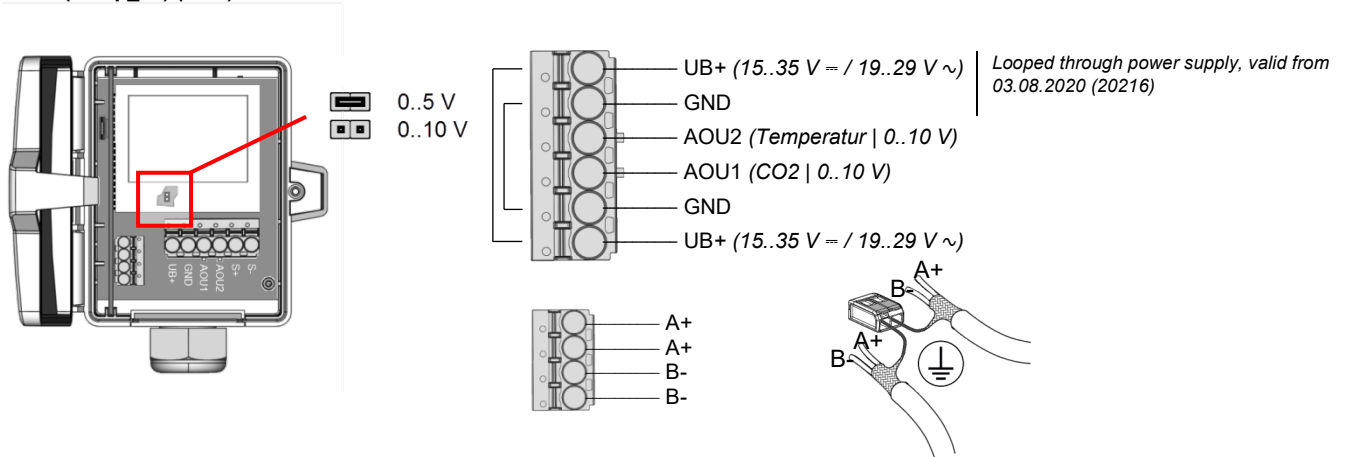 0..5 V
0..10 V
UB+
GND
AOU1
AOU2
S+
S-
UB+ (15..35 V ⎓ / 19..29 V ∿)
GND
AOU2 (Temperatur | 0..10 V)
AOU1 (CO2 | 0..10 V)
GND
UB+ (15..35 V ⎓ / 19..29 V ∿)
Looped through power supply, valid from
03.08.2020 (20216)
A+
A+
B-
B-
A+
B-
A+
B-